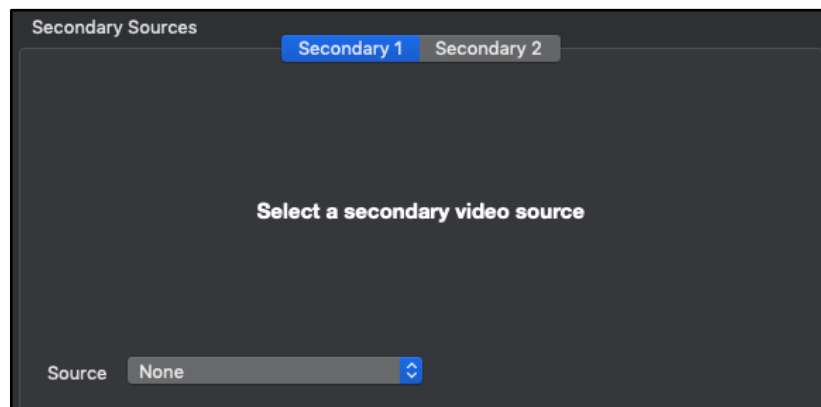 Secondary Sources
Secondary 1 Secondary 2
Select a secondary video source
Source None